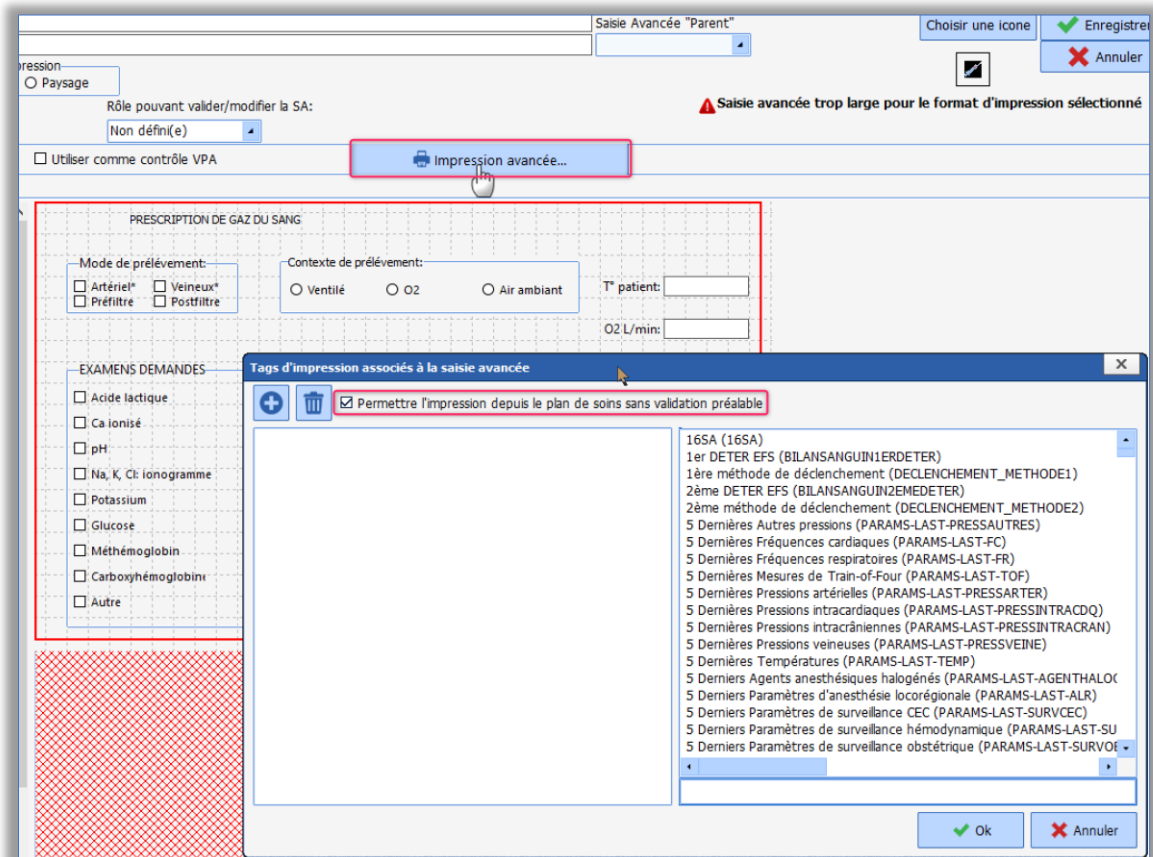 Saisie Avancée "Parent"
Choisir une icone
Enregistrer
Annuler
pression
Paysage
Rôle pouvant valider/modifier la SA:
Non défini(e)
Saisie avancée trop large pour le format d'impression sélectionné
Utiliser comme contrôle VPA
Impression avancée...
PRESCRIPTION DE GAZ DU SANG
Mode de prélévement:
Artériel* Veineux*
Préfiltre Postfiltre
Contexte de prélévement:
Ventilé O2 Air ambiant
T° patient:
O2 L/min:
EXAMENS DEMANDES
Acide lactique
Ca ionisé
pH
Na, K, Cl: ionogramme
Potassium
Glucose
Méthémoglobin
Carboxyhémoglobine
Autre
Tags d'impression associés à la saisie avancée
Permettre l'impression depuis le plan de soins sans validation préalable
16SA (16SA)
1er DETER EFS (BILANSANGUIN1ERDETER)
1ère méthode de déclenchement (DECLENCHEMENT_METHODE1)
2ème DETER EFS (BILANSANGUIN2EMEDETER)
2ème méthode de déclenchement (DECLENCHEMENT_METHODE2)
5 Dernières Autres pressions (PARAMS-LAST-PRESSAUTRES)
5 Dernières Fréquences cardiaques (PARAMS-LAST-FC)
5 Dernières Fréquences respiratoires (PARAMS-LAST-FR)
5 Dernières Mesures de Train-of-Four (PARAMS-LAST-TOF)
5 Dernières Pressions artérielles (PARAMS-LAST-PRESSARTER)
5 Dernières Pressions intracardiaques (PARAMS-LAST-PRESSINTRACDQ)
5 Dernières Pressions intracrâniennes (PARAMS-LAST-PRESSINTRACRAN)
5 Dernières Pressions veineuses (PARAMS-LAST-PRESSVEINE)
5 Dernières Températures (PARAMS-LAST-TEMP)
5 Derniers Agents anesthésiques halogénés (PARAMS-LAST-AGENTHALOG
5 Derniers Paramètres d'anesthésie locorégionale (PARAMS-LAST-ALR)
5 Derniers Paramètres de surveillance CEC (PARAMS-LAST-SURVCEC)
5 Derniers Paramètres de surveillance hémodynamique (PARAMS-LAST-SU
5 Derniers Paramètres de surveillance obstétrique (PARAMS-LAST-SURVOB
Ok
Annuler